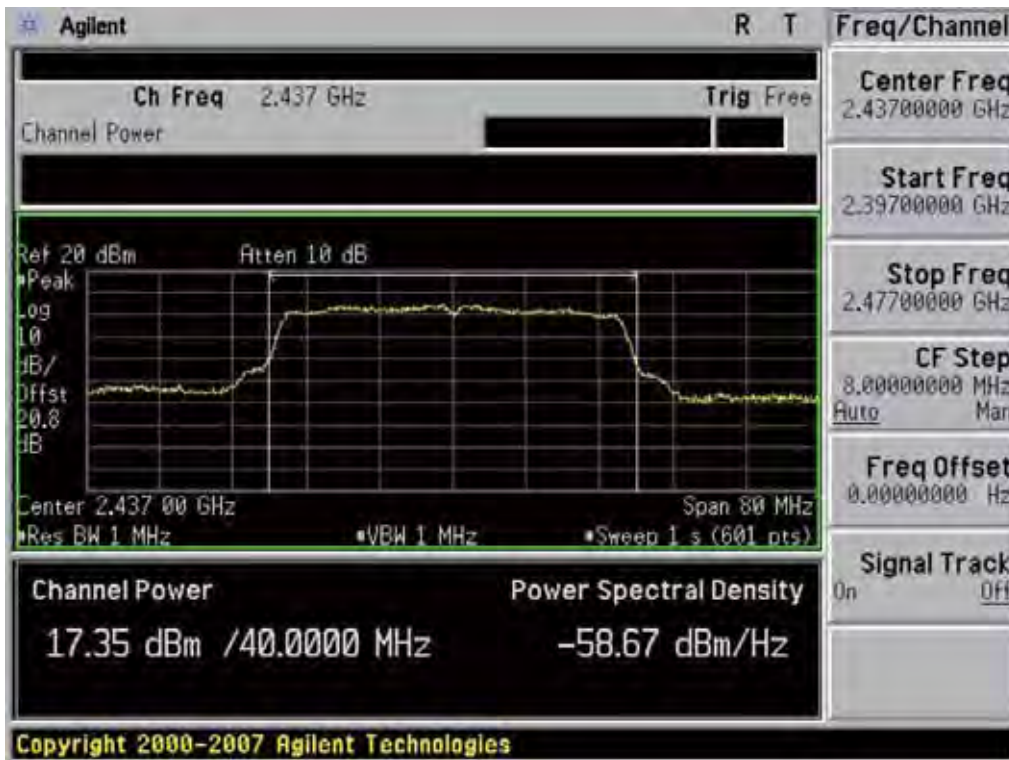 Agilent R T Freq/Channel
Ch Freq 2.437 GHz Trig Free
Channel Power
Ref 20 dBm Atten 10 dB
Peak
Log
10
dB/
Offst
20.8
dB
Center 2.437 00 GHz Span 80 MHz
Res BW 1 MHz VBW 1 MHz Sweep 1 s (601 pts)
Channel Power Power Spectral Density
17.35 dBm /40.0000 MHz -58.67 dBm/Hz
Copyright 2000-2007 Agilent Technologies
Center Freq
2.43700000 GHz
Start Freq
2.39700000 GHz
Stop Freq
2.47700000 GHz
CF Step
8.00000000 MHz
Auto Man
Freq Offset
0.00000000 Hz
Signal Track
On Off